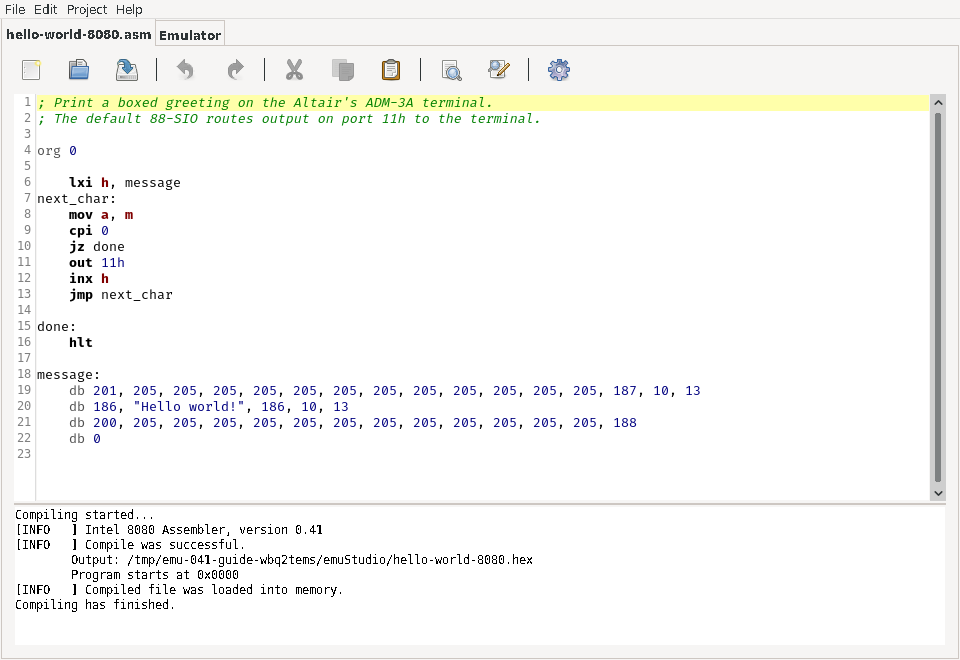 File Edit Project Help
hello-world-8080.asm Emulator
1 ; Print a boxed greeting on the Altair's ADM-3A terminal.
2 ; The default 88-SIO routes output on port 11h to the terminal.
3
4 org 0
5
6 lxi h, message
7 next_char:
8 mov a, m
9 cpi 0
10 jz done
11 out 11h
12 inx h
13 jmp next_char
14
15 done:
16 hlt
17
18 message:
19 db 201, 205, 205, 205, 205, 205, 205, 205, 205, 205, 205, 205, 205, 187, 10, 13
20 db 186, "Hello world!", 186, 10, 13
21 db 200, 205, 205, 205, 205, 205, 205, 205, 205, 205, 205, 205, 205, 188
22 db 0
23
Compiling started...
[INFO ] Intel 8080 Assembler, version 0.41
[INFO ] Compile was successful.
Output: /tmp/emu-041-guide-wbq2tems/emuStudio/hello-world-8080.hex
Program starts at 0x0000
[INFO ] Compiled file was loaded into memory.
Compiling has finished.